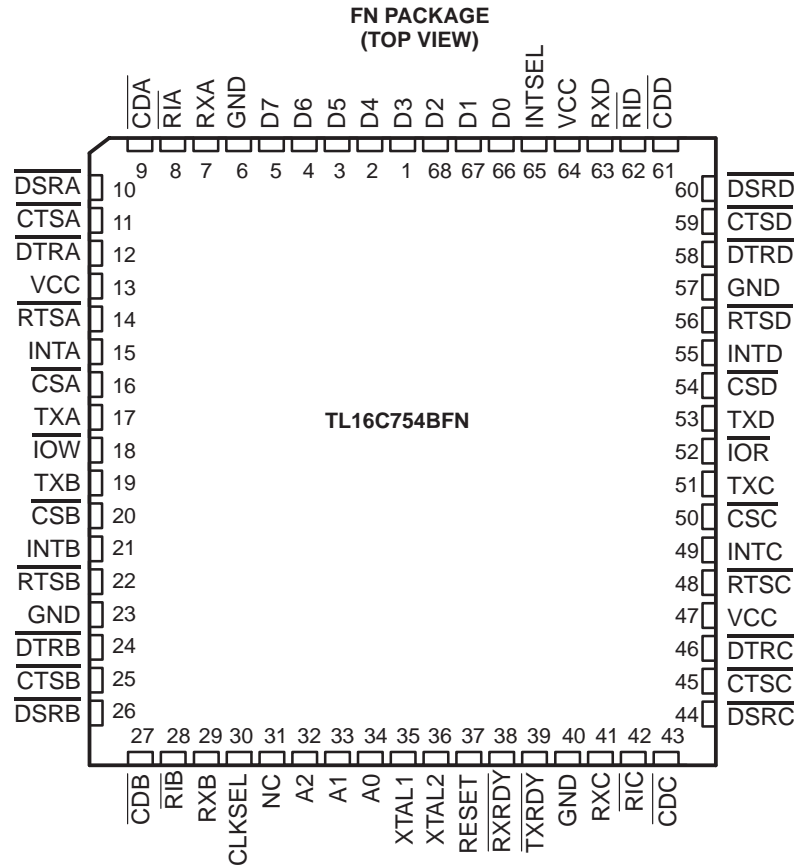 FN PACKAGE
(TOP VIEW)
CDA
RIA
RXA
GND
D7
D6
D5
D4
D3
D2
D1
D0
INTSEL
VCC
RXD
RID
CDD
9 8 7 6 5 4 3 2 1 68 67 66 65 64 63 62 61
DSRA 10
CTSA 11
DTRA 12
VCC 13
RTSA 14
INTA 15
CSA 16
TXA 17
IOW 18
TXB 19
CSB 20
INTB 21
RTSB 22
GND 23
DTRB 24
CTSB 25
DSRB 26
TL16C754BFN
60 DSRD
59 CTSD
58 DTRD
57 GND
56 RTSD
55 INTD
54 CSD
53 TXD
52 IOR
51 TXC
50 CSC
49 INTC
48 RTSC
47 VCC
46 DTRC
45 CTSC
44 DSRC
27 28 29 30 31 32 33 34 35 36 37 38 39 40 41 42 43
CDB
RIB
RXB
CLKSEL
NC
A2
A1
A0
XTAL1
XTAL2
RESET
RXRDY
TXRDY
GND
RXC
RIC
CDC